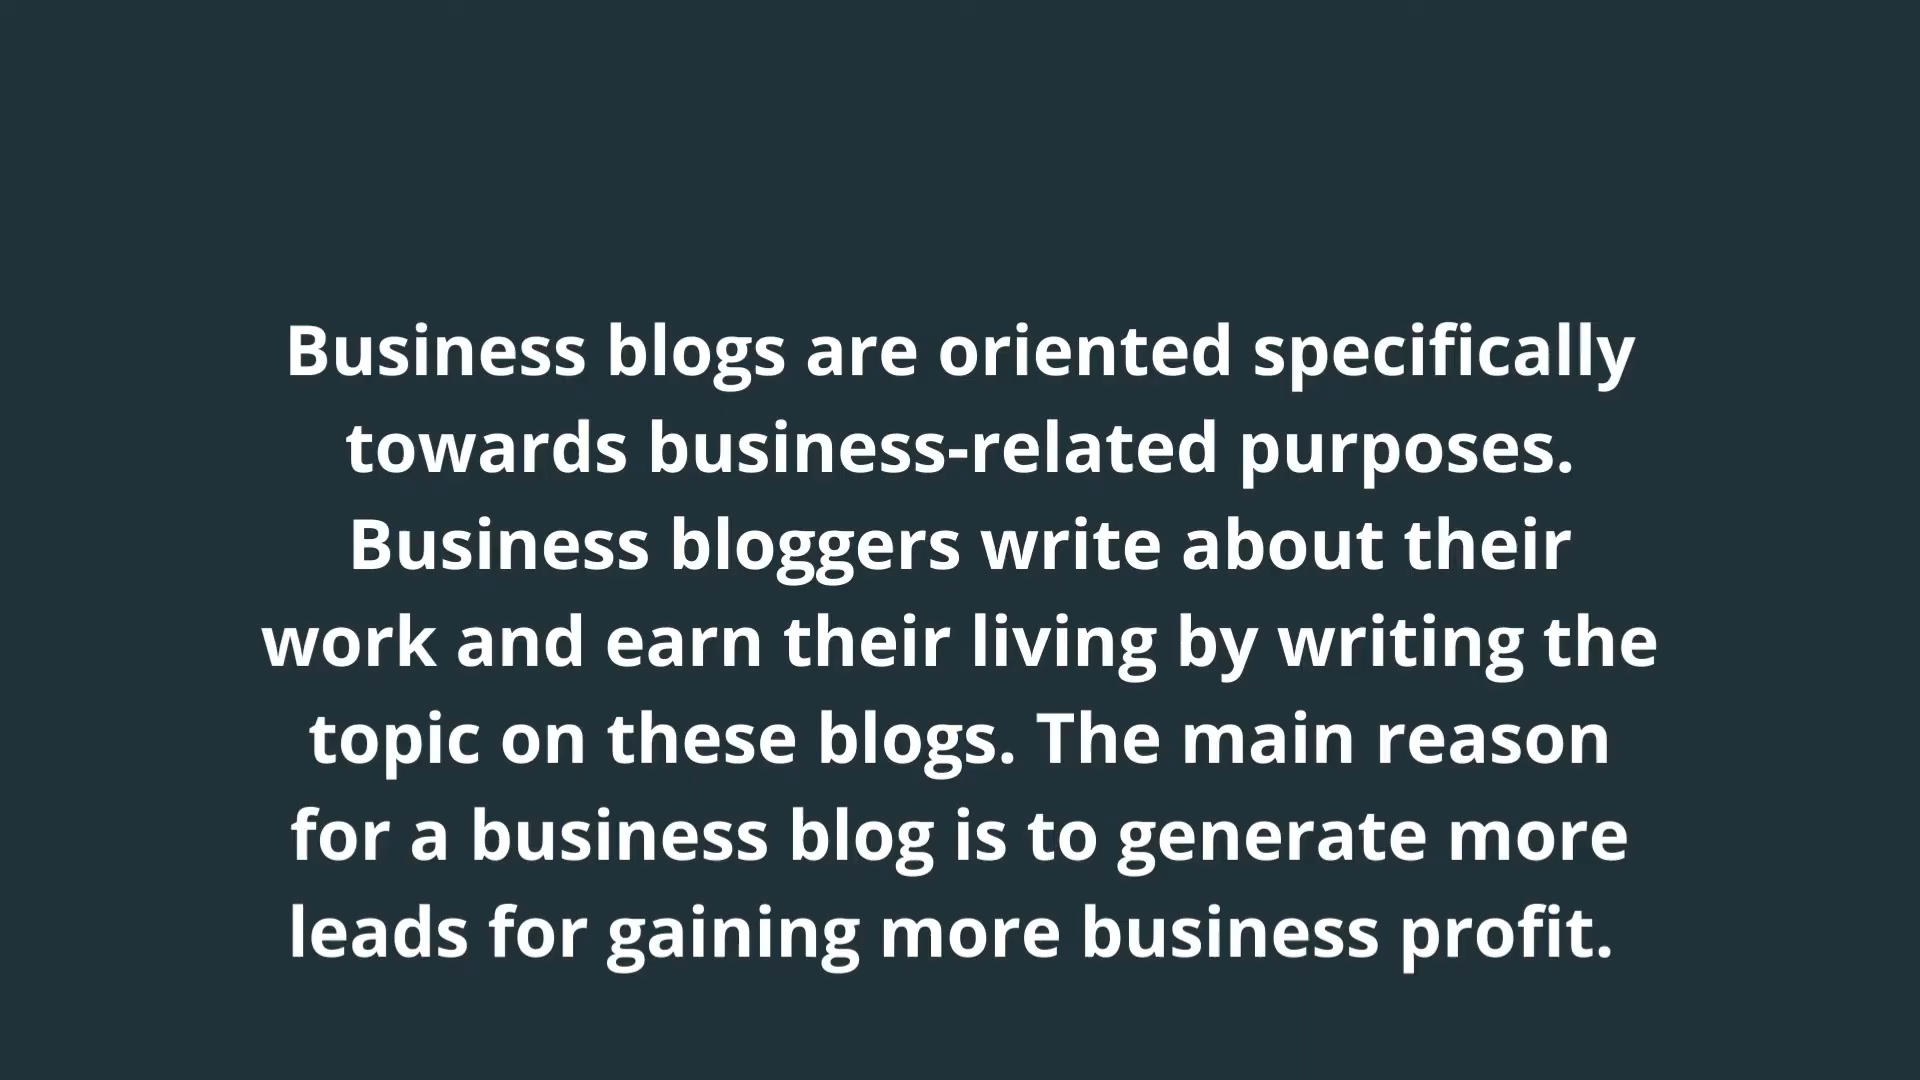 Business blogs are oriented specifically
towards business-related purposes.
Business bloggers write about their
work and earn their living by writing the
topic on these blogs. The main reason
for a business blog is to generate more
leads for gaining more business profit.